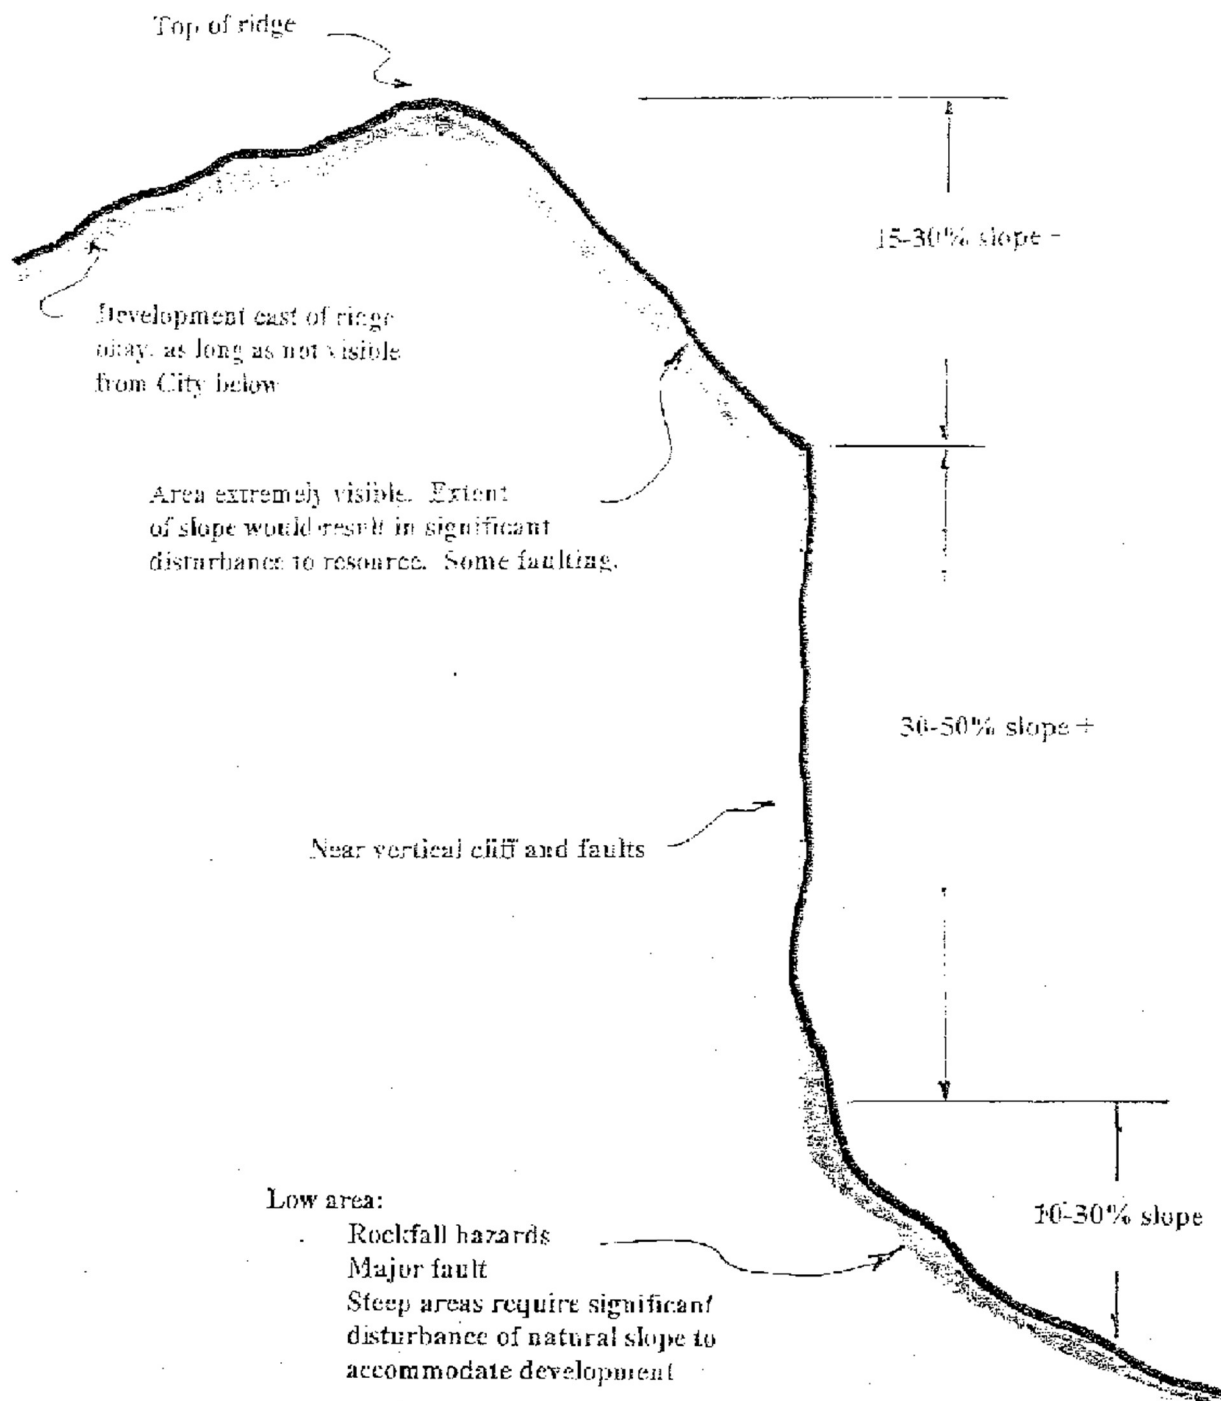 Top of ridge
15-30% slope -
Development east of ridge
okay, as long as not visible
from City below
Area extremely visible. Extent
of slope would result in significant
disturbance to resource. Some faulting.
30-50% slope +
Near vertical cliff and faults
Low area:
Rockfall hazards
Major fault
Steep areas require significant
disturbance of natural slope to
accommodate development
10-30% slope